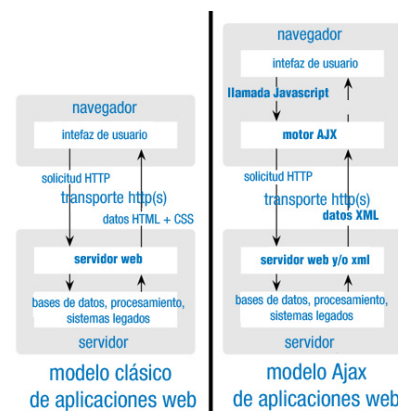 navegador
intefaz de usuario
solicitud HTTP
transporte http(s)
datos HTML + CSS
servidor web
bases de datos, procesamiento,
sistemas legados
servidor
modelo clásico
de aplicaciones web
navegador
intefaz de usuario
llamada Javascript
motor AJX
solicitud HTTP
transporte http(s)
datos XML
servidor web y/o xml
bases de datos, procesamiento,
sistemas legados
servidor
modelo Ajax
de aplicaciones web